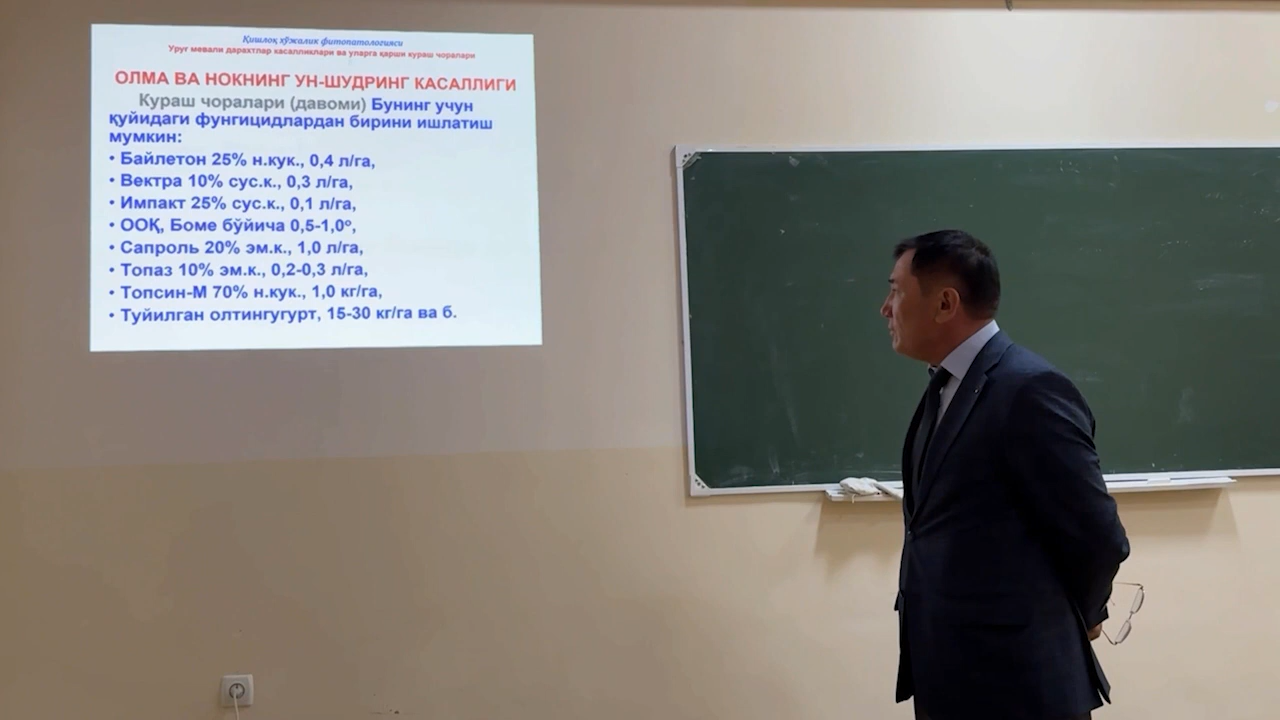 Қишлоқ хўжалик фитопатологияси
Уруғ мевали дарахтлар касалликлари ва уларга қарши кураш чоралари
ОЛМА ВА НОКНИНГ УН-ШУДРИНГ КАСАЛЛИГИ
Кураш чоралари (давоми) Бунинг учун
қуйидаги фунгицидлардан бирини ишлатиш
мумкин:
• Байлетон 25% н.кук., 0,4 л/га,
• Вектра 10% сус.к., 0,3 л/га,
• Импакт 25% сус.к., 0,1 л/га,
• ООҚ, Боме бўйича 0,5-1,0º,
• Сапроль 20% эм.к., 1,0 л/га,
• Топаз 10% эм.к., 0,2-0,3 л/га,
• Топсин-М 70% н.кук., 1,0 кг/га,
• Туйилган олтингугурт, 15-30 кг/га ва б.